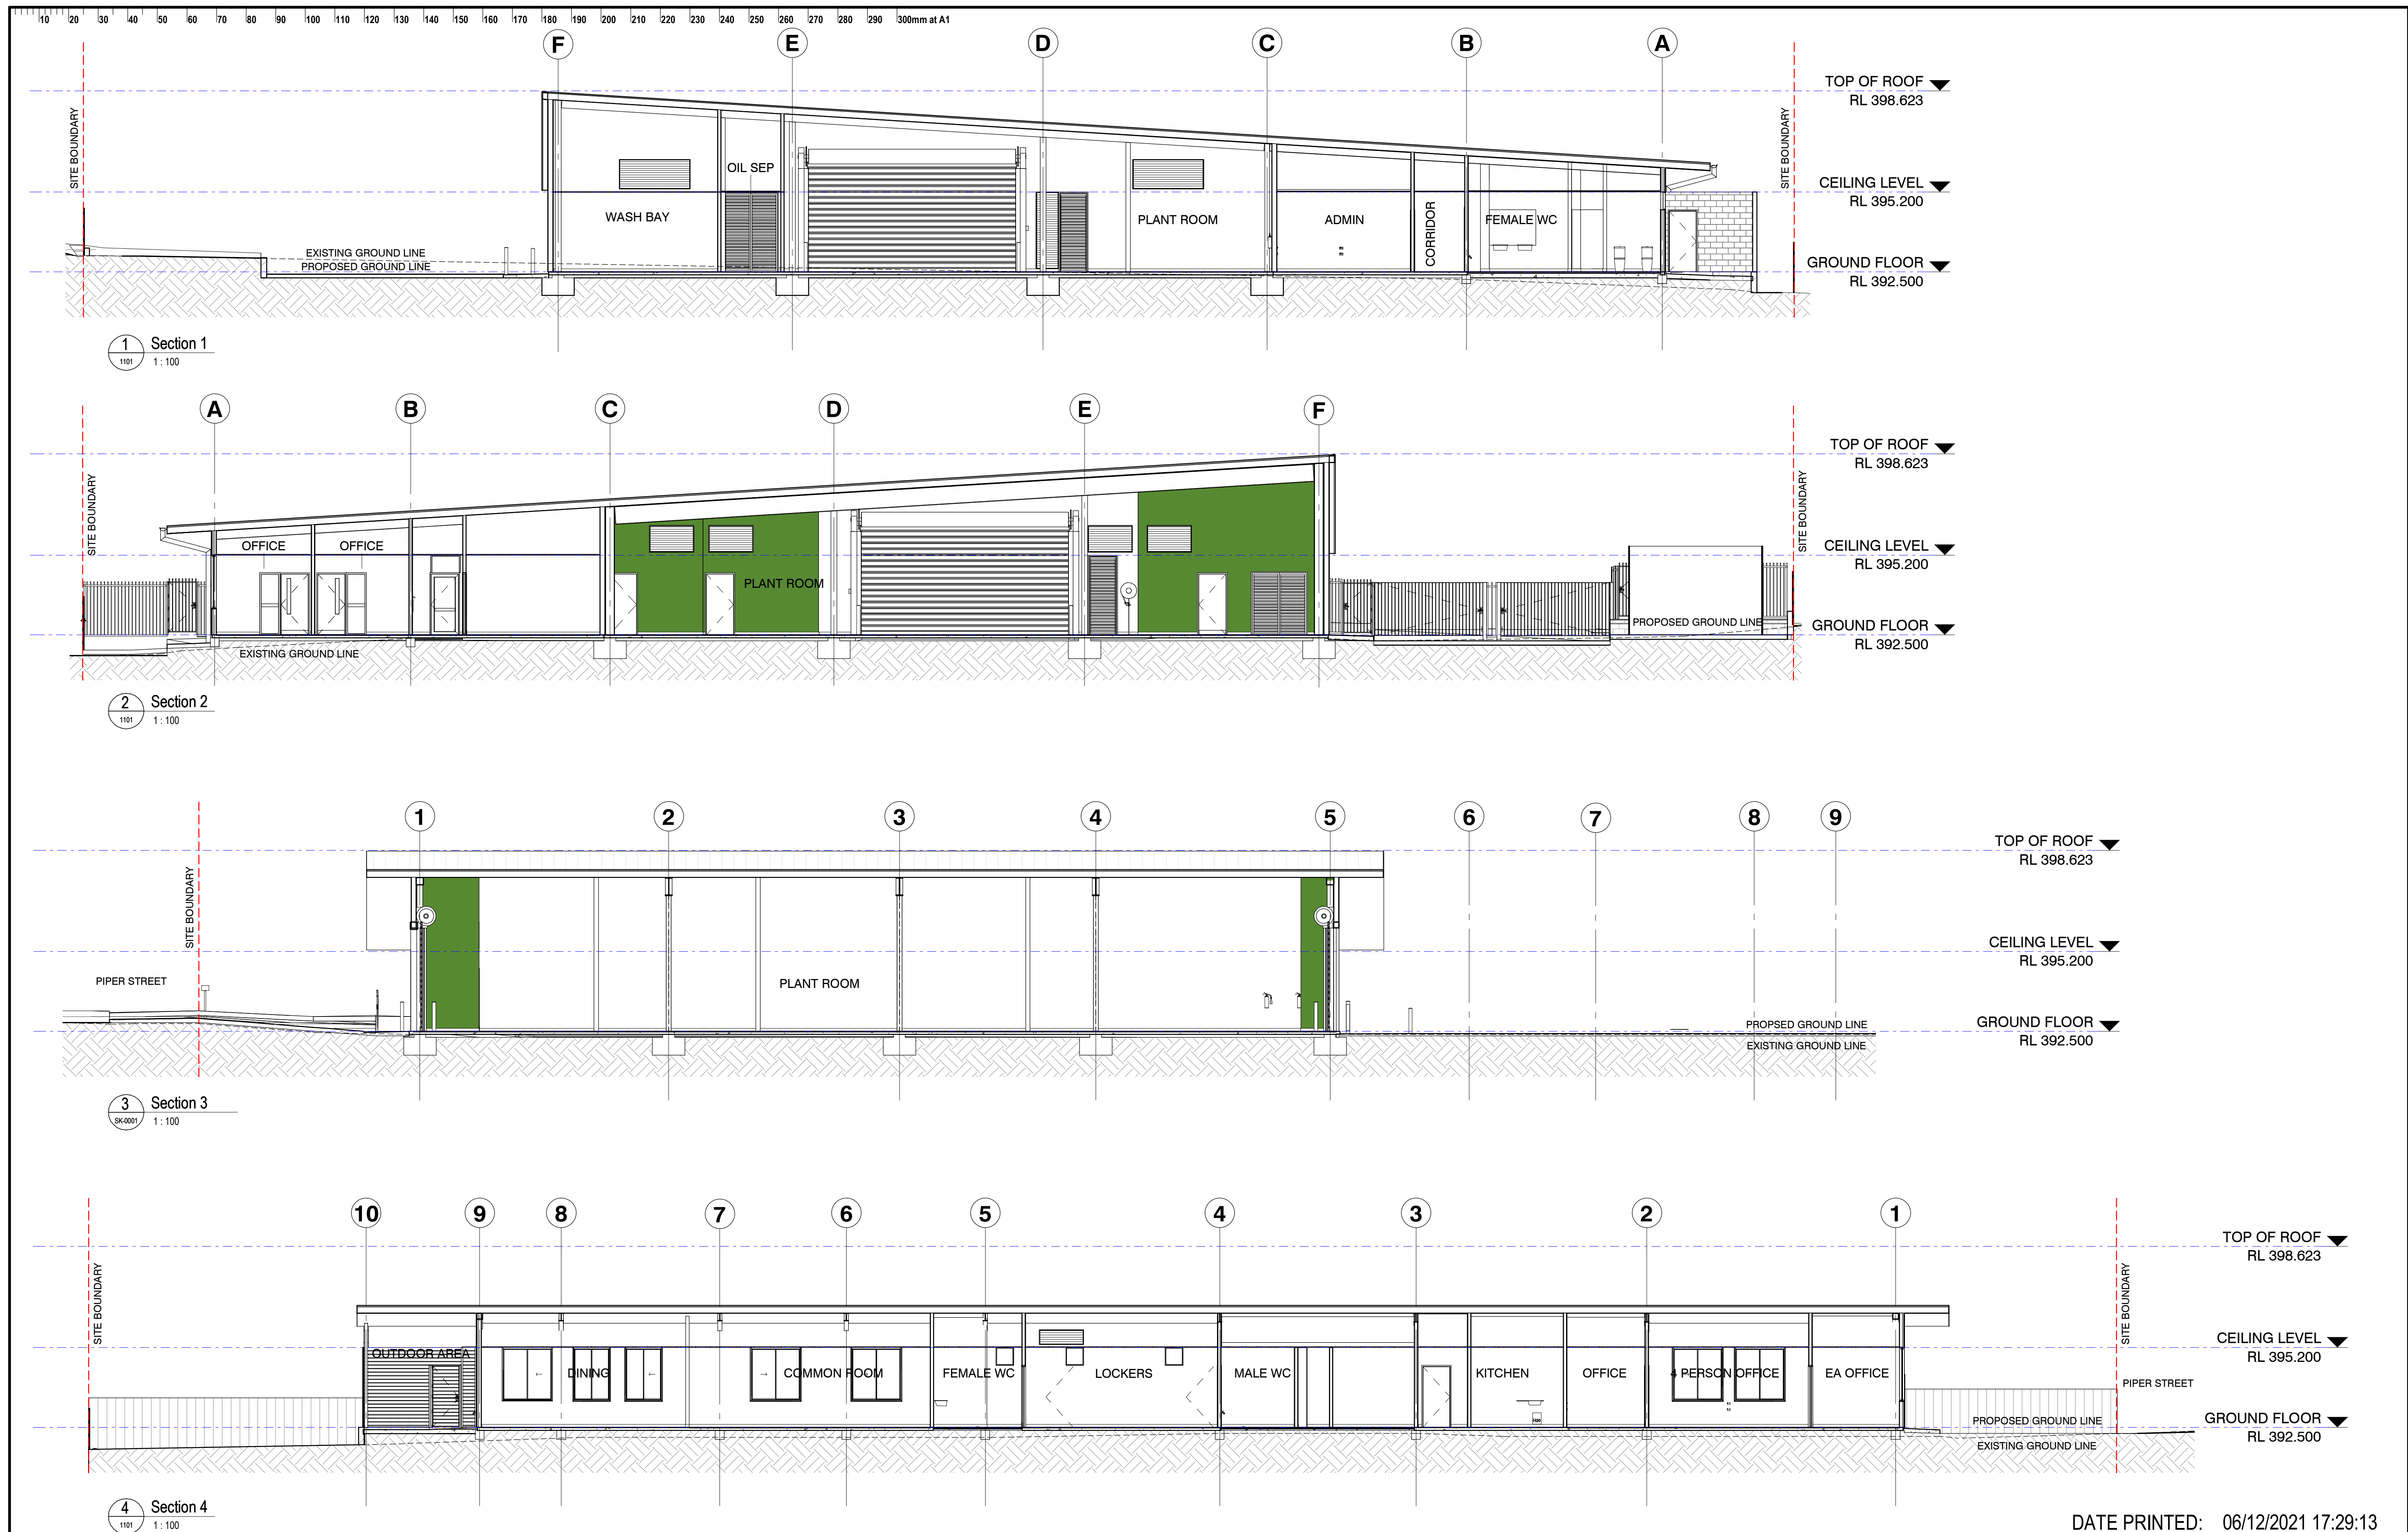 10 20 30 40 50 60 70 80 90 100 110 120 130 140 150 160 170 180 190 200 210 220 230 240 250 260 270 280 290 300mm at A1
F E D C B A
TOP OF ROOF
RL 398.623
SITE BOUNDARY
SITE BOUNDARY
OIL SEP
CEILING LEVEL
RL 395.200
WASH BAY
PLANT ROOM
ADMIN
CORRIDOR
FEMALE WC
EXISTING GROUND LINE
PROPOSED GROUND LINE
GROUND FLOOR
RL 392.500
1
1101
Section 1
1 : 100
A B C D E F
TOP OF ROOF
RL 398.623
SITE BOUNDARY
SITE BOUNDARY
OFFICE
OFFICE
CEILING LEVEL
RL 395.200
PLANT ROOM
PROPOSED GROUND LINE
GROUND FLOOR
RL 392.500
EXISTING GROUND LINE
2
1101
Section 2
1 : 100
1 2 3 4 5 6 7 8 9
TOP OF ROOF
RL 398.623
SITE BOUNDARY
CEILING LEVEL
RL 395.200
PIPER STREET
PLANT ROOM
PROPSED GROUND LINE
GROUND FLOOR
RL 392.500
EXISTING GROUND LINE
3
SK-0001
Section 3
1 : 100
10 9 8 7 6 5 4 3 2 1
TOP OF ROOF
RL 398.623
SITE BOUNDARY
SITE BOUNDARY
CEILING LEVEL
RL 395.200
OUTDOOR AREA
DINING
COMMON ROOM
FEMALE WC
LOCKERS
MALE WC
KITCHEN
OFFICE
4 PERSON OFFICE
EA OFFICE
PIPER STREET
PROPOSED GROUND LINE
GROUND FLOOR
RL 392.500
EXISTING GROUND LINE
4
1101
Section 4
1 : 100
DATE PRINTED: 06/12/2021 17:29:13